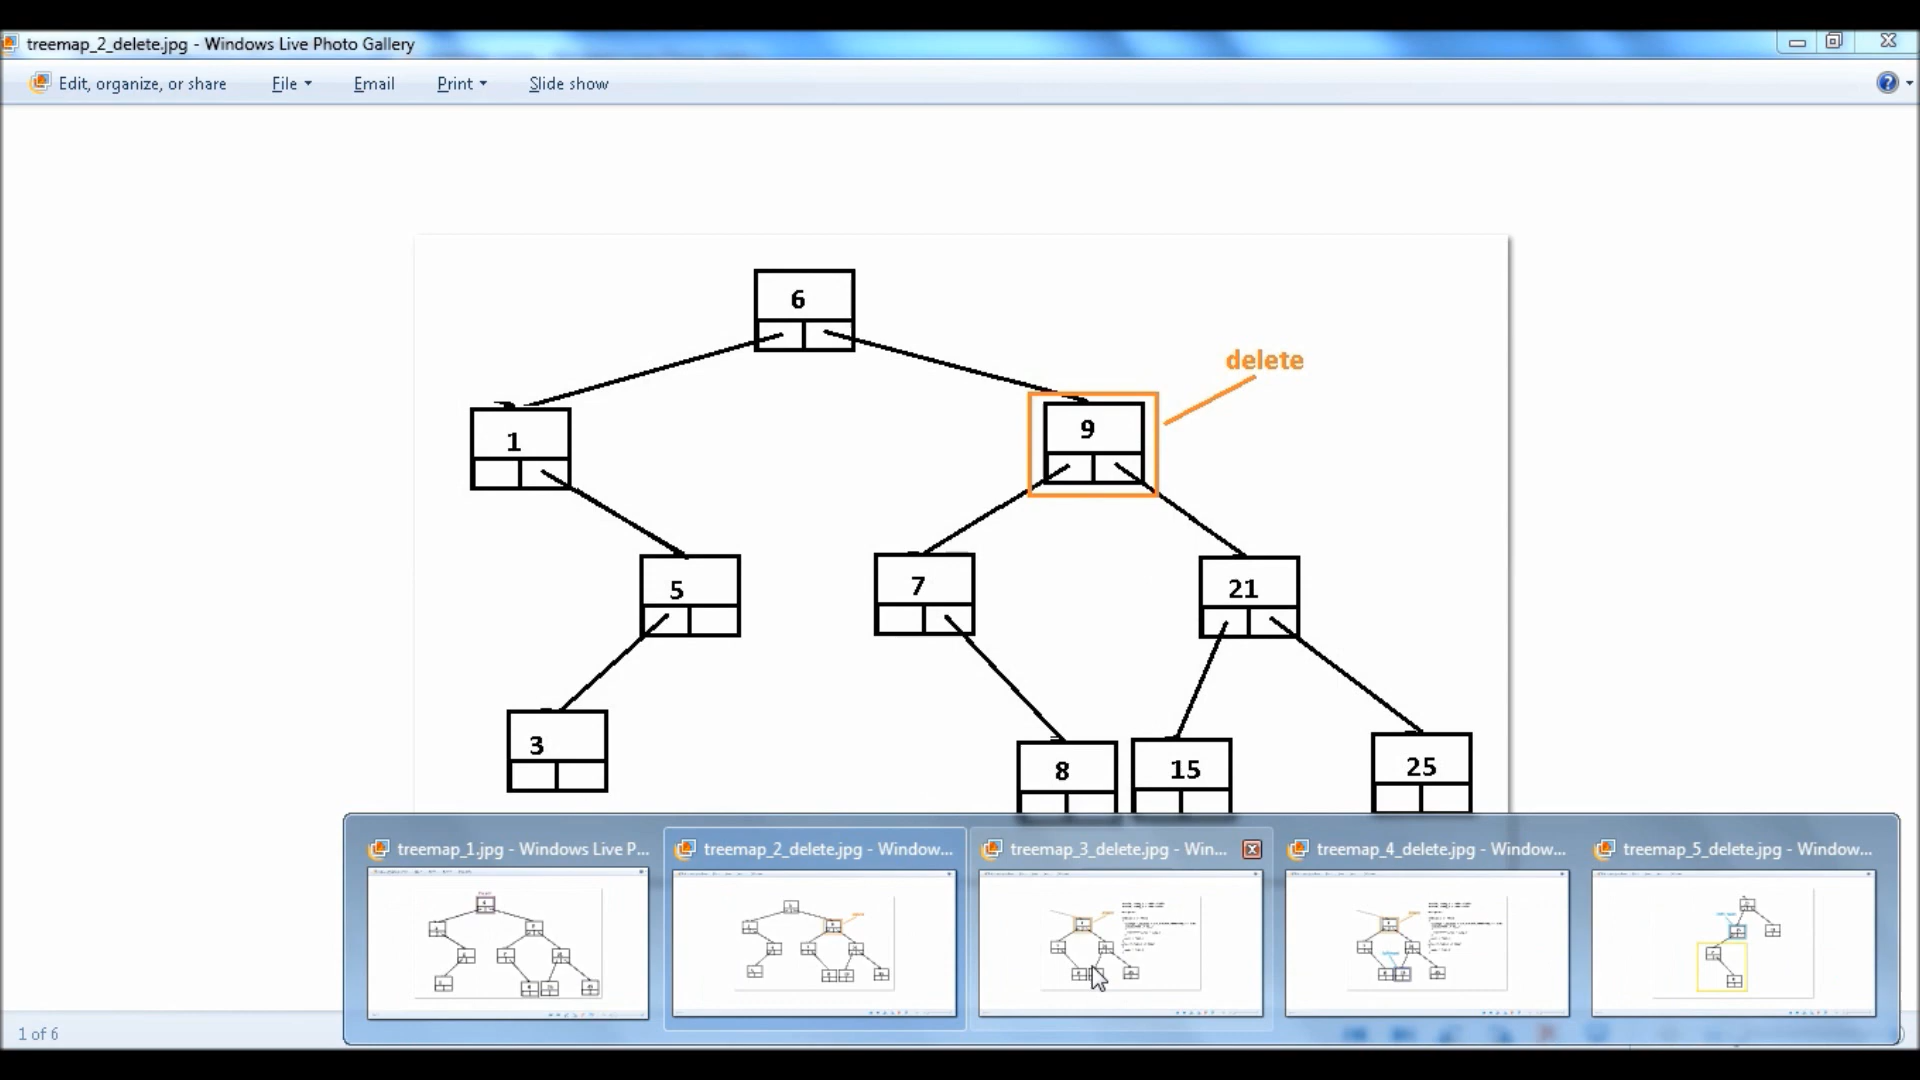 treemap_2_delete.jpg - Windows Live Photo Gallery
Edit, organize, or share File Email Print Slide show
6
delete
9
1
7
21
5
3
8
15
25
treemap_1.jpg - Windows Live P... treemap_2_delete.jpg - Window... treemap_3_delete.jpg - Win... treemap_4_delete.jpg - Window... treemap_5_delete.jpg - Window...
1 of 6